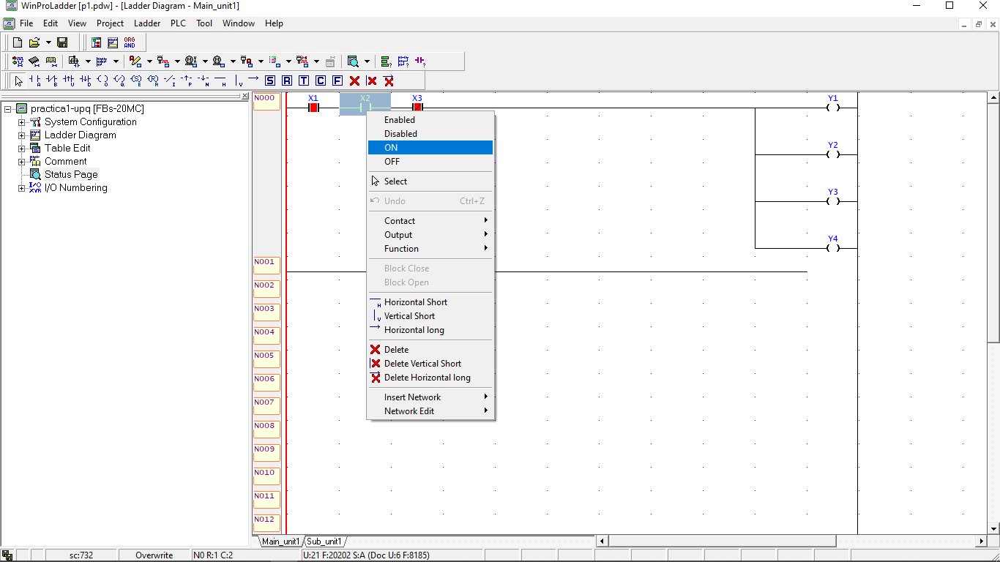 WinProLadder [p1.pdw] - [Ladder Diagram - Main_unit1]
File Edit View Project Ladder PLC Tool Window Help
ORG
AND
A B U D (S) (R) I P N H V S R T C F
practica1-upq [FBs-20MC]
System Configuration
Ladder Diagram
Table Edit
Comment
Status Page
I/O Numbering
N000 X1 X2 X3 Y1
Y2
Y3
Y4
N001
N002
N003
N004
N005
N006
N007
N008
N009
N010
N011
N012
Enabled
Disabled
ON
OFF
Select
Undo Ctrl+Z
Contact
Output
Function
Block Close
Block Open
Horizontal Short
Vertical Short
Horizontal long
Delete
Delete Vertical Short
Delete Horizontal long
Insert Network
Network Edit
Main_unit1 Sub_unit1
sc:732 Overwrite N0 R:1 C:2 U:21 F:20202 S:A (Doc U:6 F:8185)